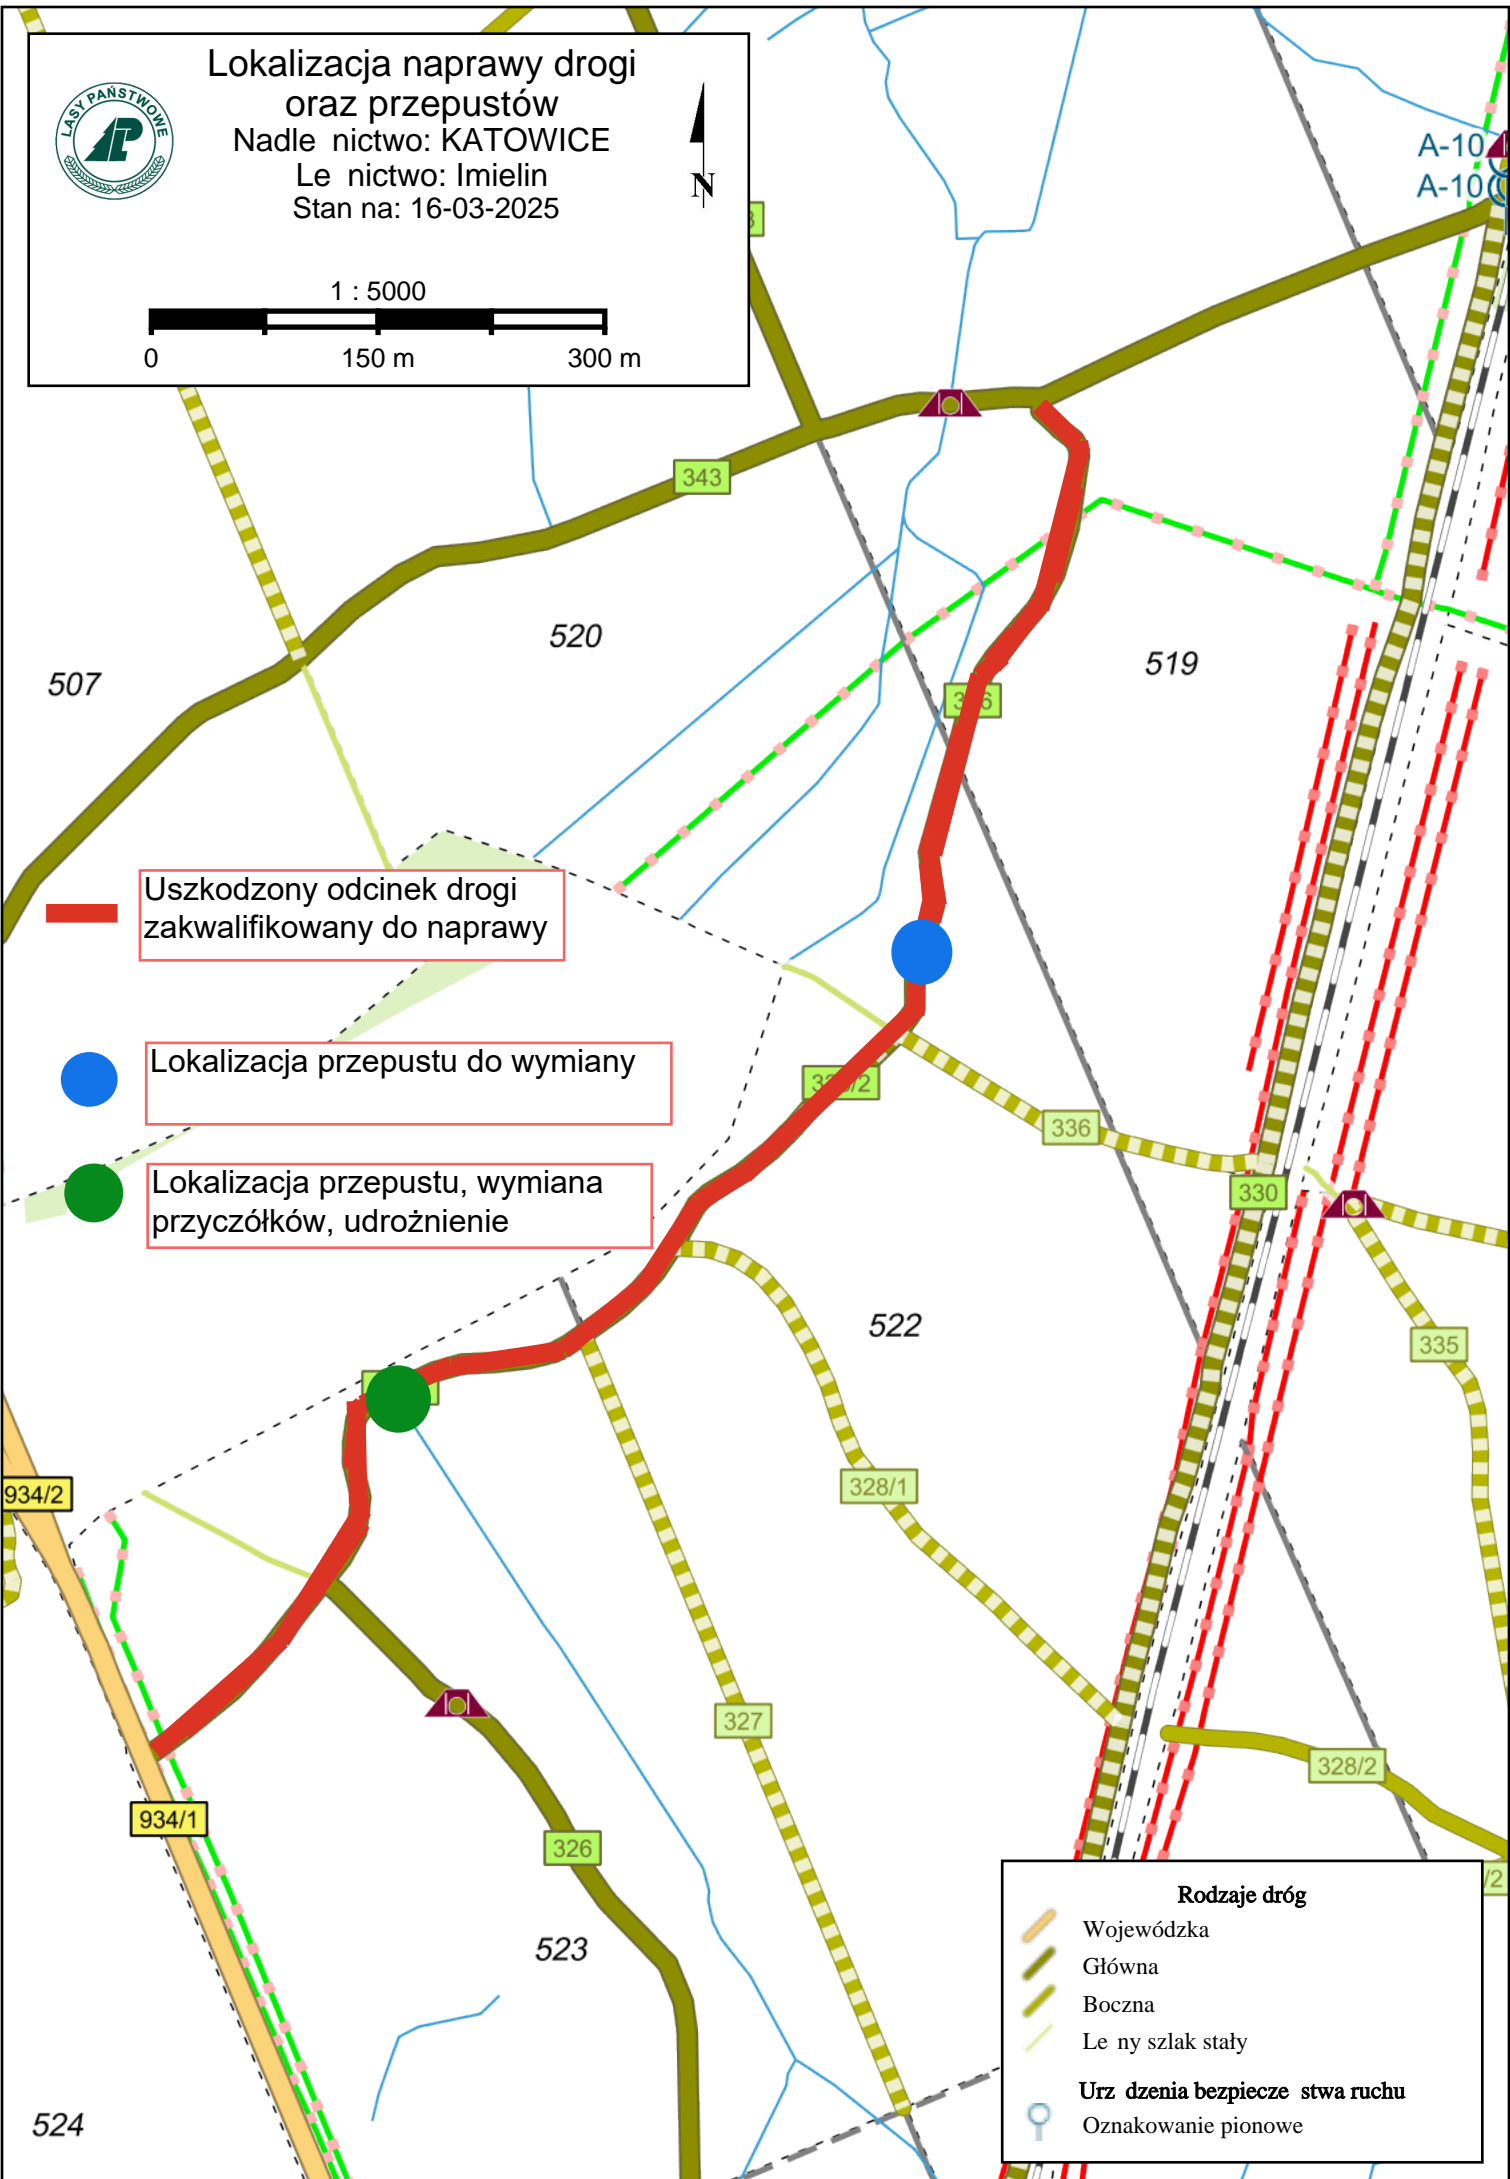 Lokalizacja naprawy drogi
oraz przepustów
Nadle nictwo: KATOWICE
Le nictwo: Imielin
Stan na: 16-03-2025
LASY PAŃSTWOWE
N
1 : 5000
0 150 m 300 m
A-10
A-10
343
520
507
519
Uszkodzony odcinek drogi
zakwalifikowany do naprawy
Lokalizacja przepustu do wymiany
336
330
Lokalizacja przepustu, wymiana
przyczółków, udrożnienie
522
335
934/2
328/1
327
328/2
934/1
326
/2
523
524
Rodzaje dróg
Wojewódzka
Główna
Boczna
Le ny szlak stały
Urz dzenia bezpiecze stwa ruchu
Oznakowanie pionowe